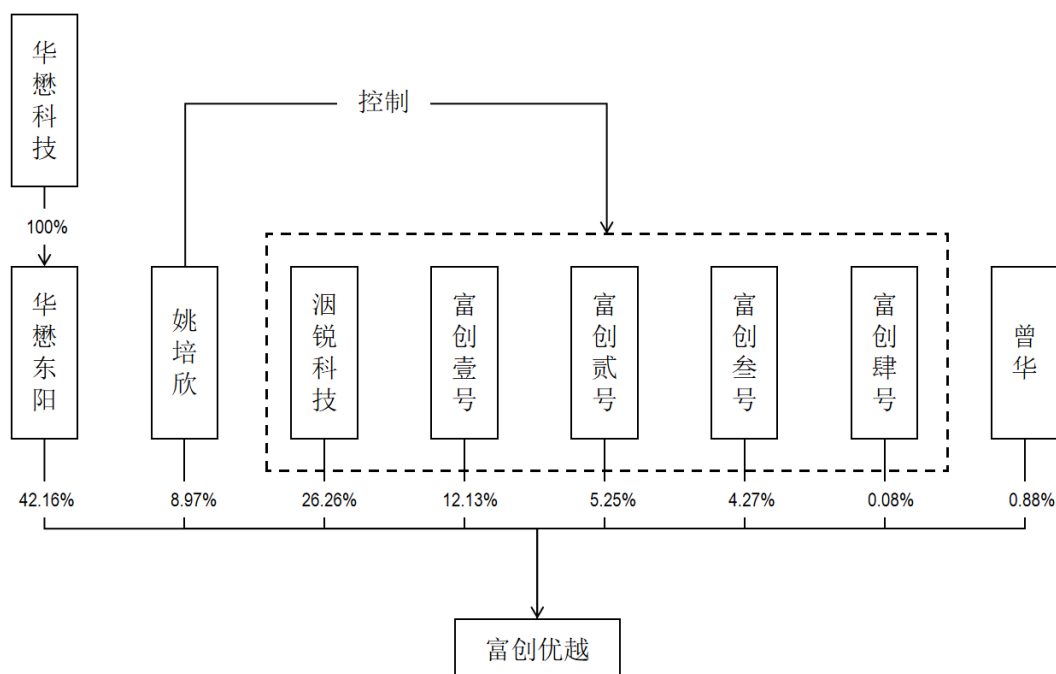 华懋科技
控制
100%
华懋东阳
姚培欣
洇锐科技
富创壹号
富创贰号
富创叁号
富创肆号
曾华
42.16%
8.97%
26.26%
12.13%
5.25%
4.27%
0.08%
0.88%
富创优越